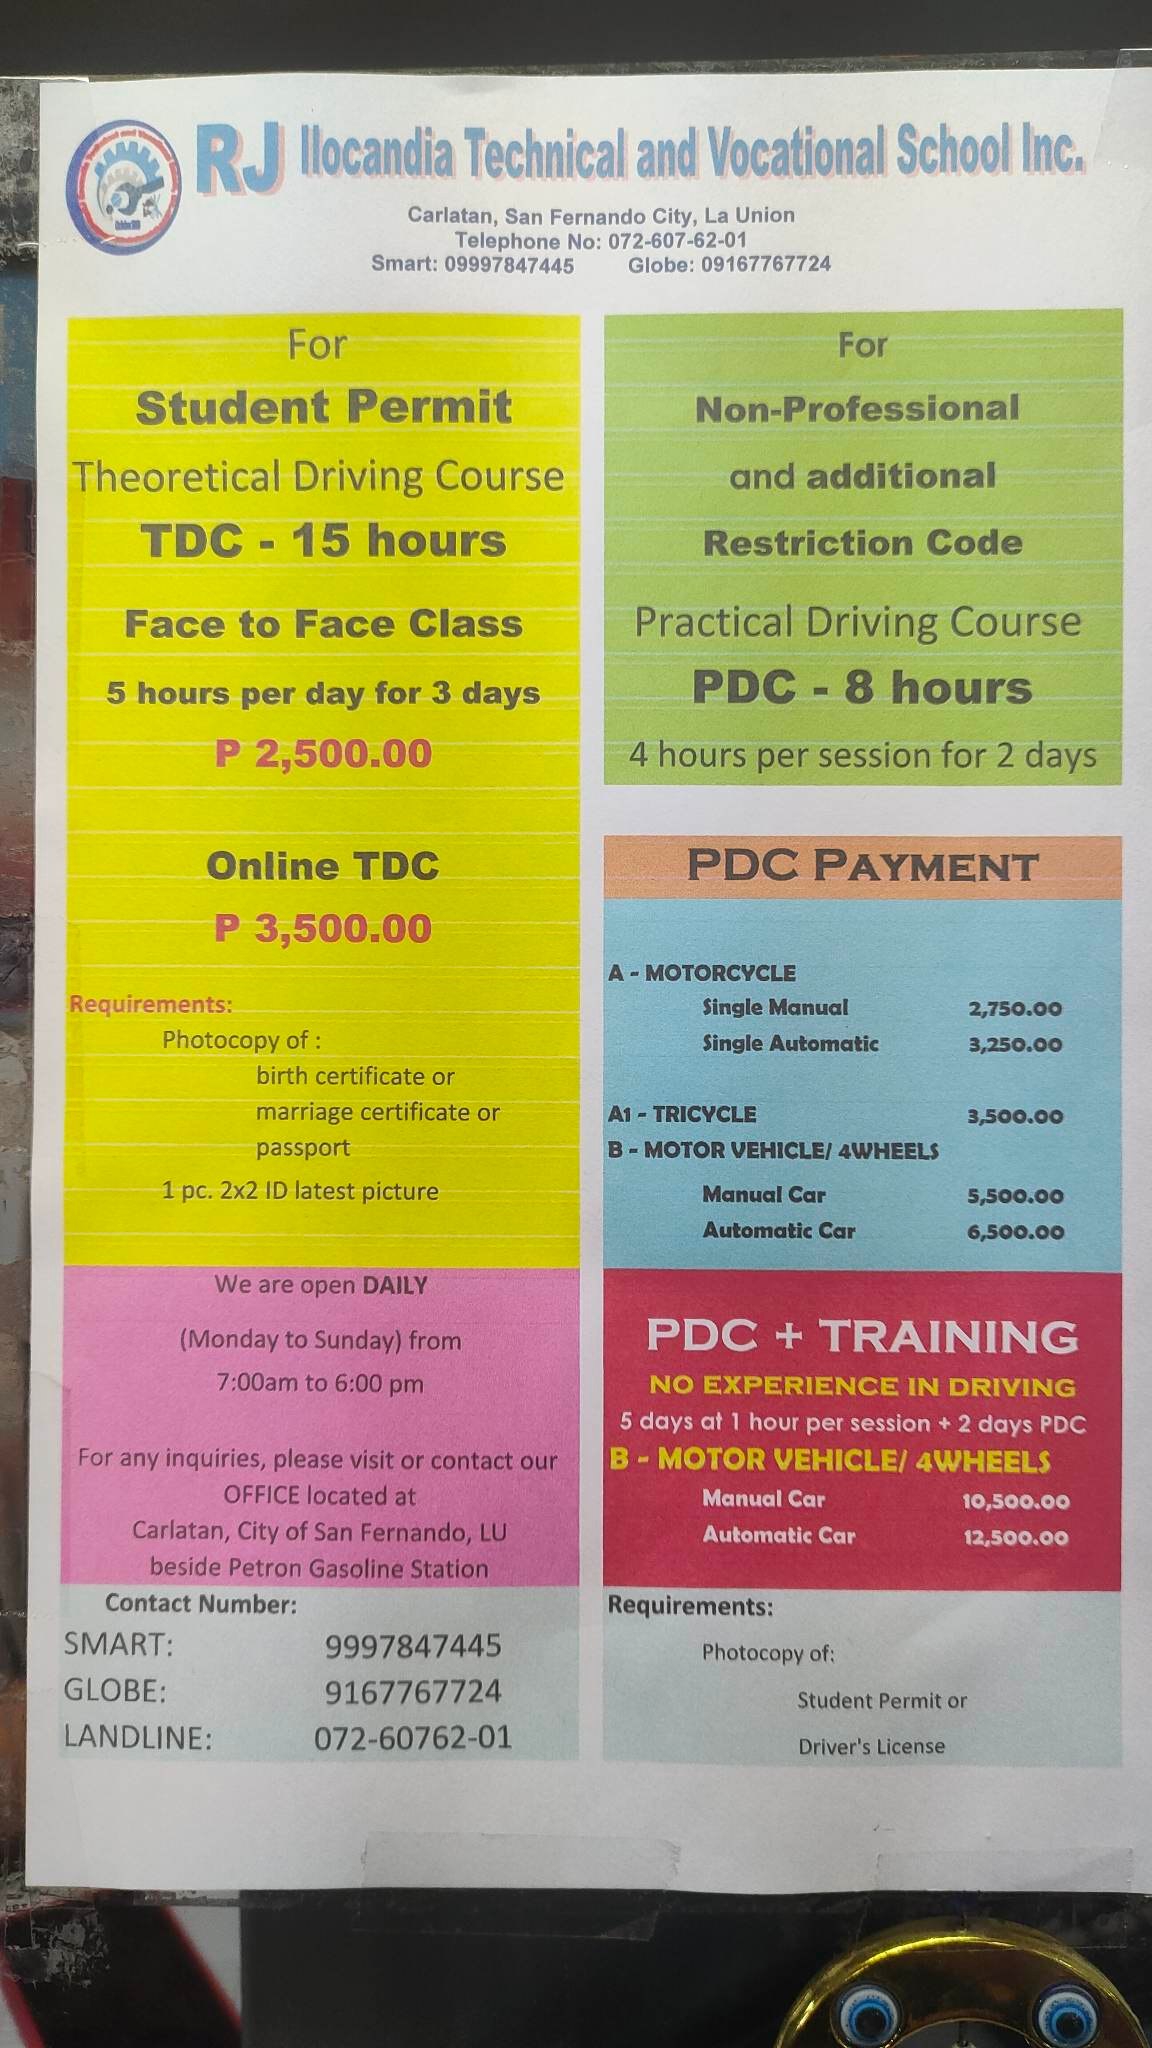 RJ Ilocandia Technical and Vocational School Inc.
Carlatan, San Fernando City, La Union
Telephone No: 072-607-62-01
Smart: 09997847445 Globe: 09167767724
For
Student Permit
Theoretical Driving Course
TDC - 15 hours
Face to Face Class
5 hours per day for 3 days
P 2,500.00
Online TDC
P 3,500.00
Requirements:
Photocopy of :
birth certificate or
marriage certificate or
passport
1 pc. 2x2 ID latest picture
We are open DAILY
(Monday to Sunday) from
7:00am to 6:00 pm
For any inquiries, please visit or contact our
OFFICE located at
Carlatan, City of San Fernando, LU
beside Petron Gasoline Station
Contact Number:
SMART: 9997847445
GLOBE: 9167767724
LANDLINE: 072-60762-01
For
Non-Professional
and additional
Restriction Code
Practical Driving Course
PDC - 8 hours
4 hours per session for 2 days
PDC PAYMENT
A - MOTORCYCLE
Single Manual 2,750.00
Single Automatic 3,250.00
A1 - TRICYCLE 3,500.00
B - MOTOR VEHICLE/ 4WHEELS
Manual Car 5,500.00
Automatic Car 6,500.00
PDC + TRAINING
NO EXPERIENCE IN DRIVING
5 days at 1 hour per session + 2 days PDC
B - MOTOR VEHICLE/ 4WHEELS
Manual Car 10,500.00
Automatic Car 12,500.00
Requirements:
Photocopy of:
Student Permit or
Driver's License